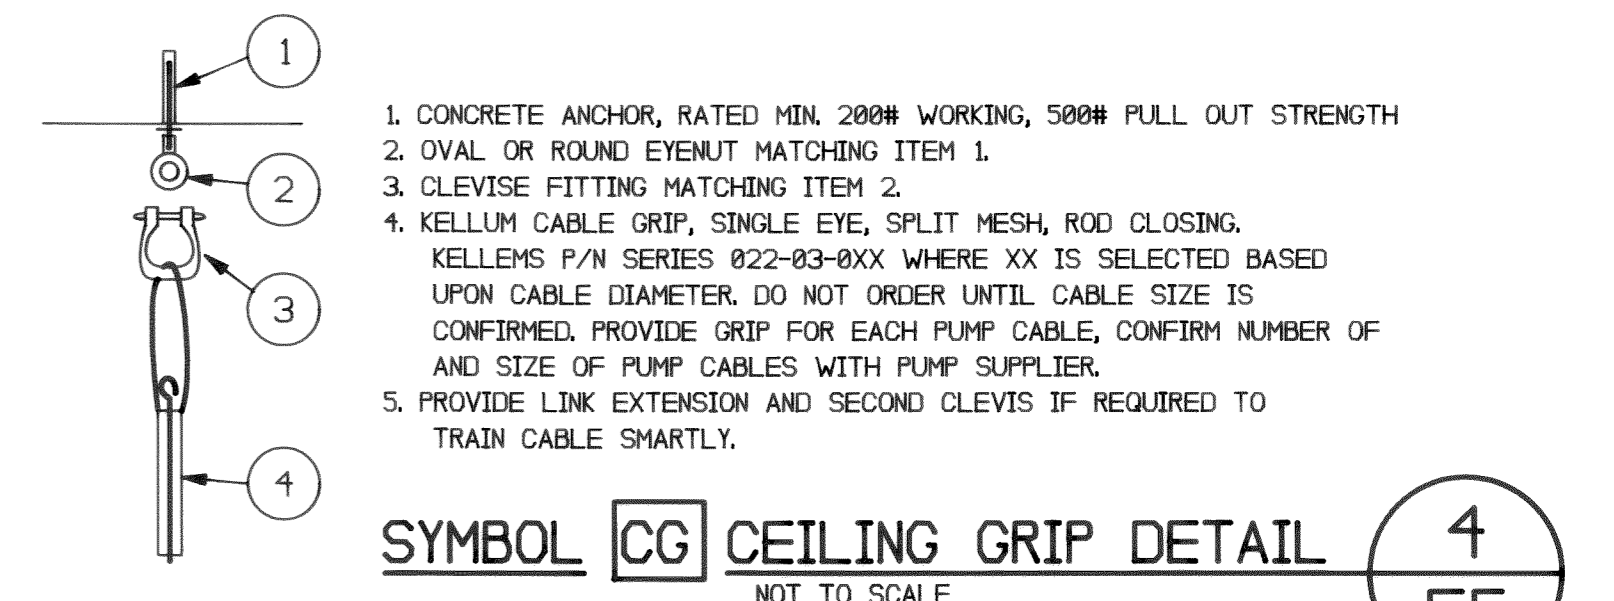 1
2
3
4
1. CONCRETE ANCHOR, RATED MIN. 200# WORKING, 500# PULL OUT STRENGTH
2. OVAL OR ROUND EYENUT MATCHING ITEM 1.
3. CLEVISE FITTING MATCHING ITEM 2.
4. KELLUM CABLE GRIP, SINGLE EYE, SPLIT MESH, ROD CLOSING.
KELLEMS P/N SERIES 022-03-0XX WHERE XX IS SELECTED BASED
UPON CABLE DIAMETER. DO NOT ORDER UNTIL CABLE SIZE IS
CONFIRMED. PROVIDE GRIP FOR EACH PUMP CABLE, CONFIRM NUMBER OF
AND SIZE OF PUMP CABLES WITH PUMP SUPPLIER.
5. PROVIDE LINK EXTENSION AND SECOND CLEVIS IF REQUIRED TO
TRAIN CABLE SMARTLY.
SYMBOL CG CEILING GRIP DETAIL
4
NOT TO SCALE